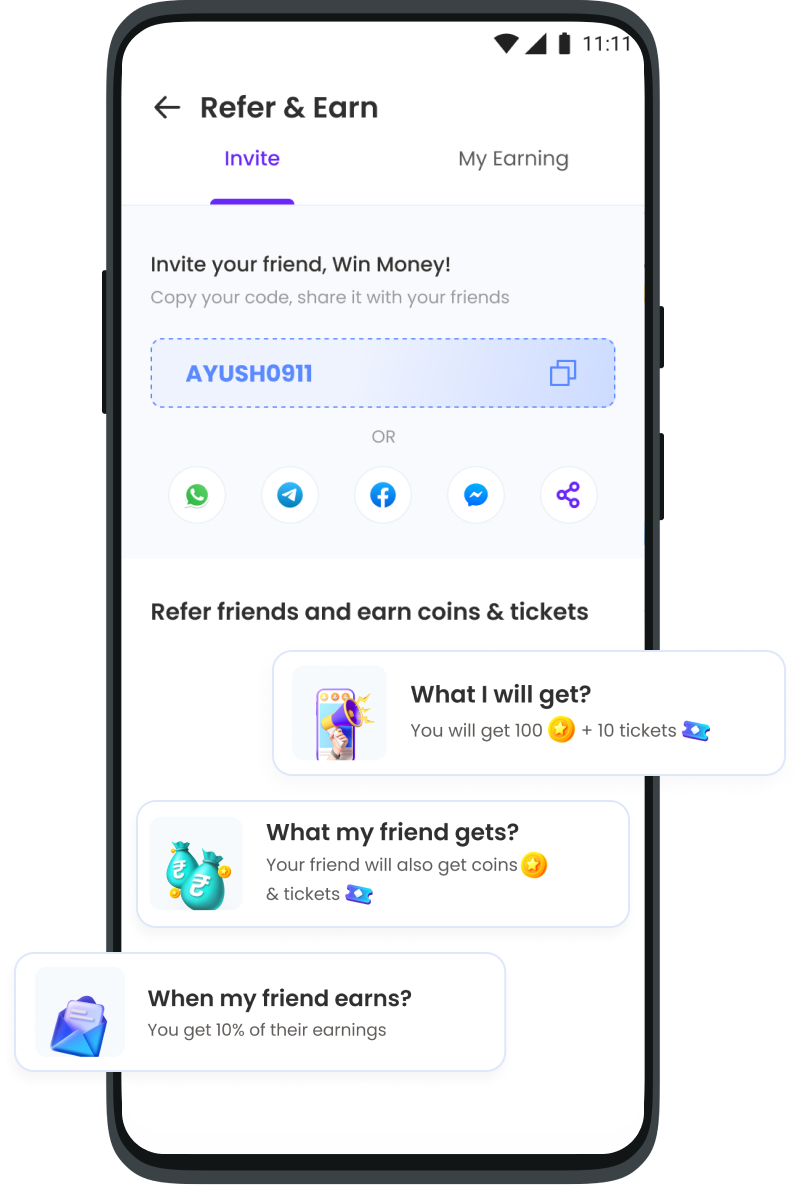 11:11
Refer & Earn
Invite
My Earning
Invite your friend, Win Money!
Copy your code, share it with your friends
AYUSH0911
OR
Refer friends and earn coins & tickets
What I will get?
You will get 100 + 10 tickets
What my friend gets?
Your friend will also get coins
& tickets
When my friend earns?
You get 10% of their earnings